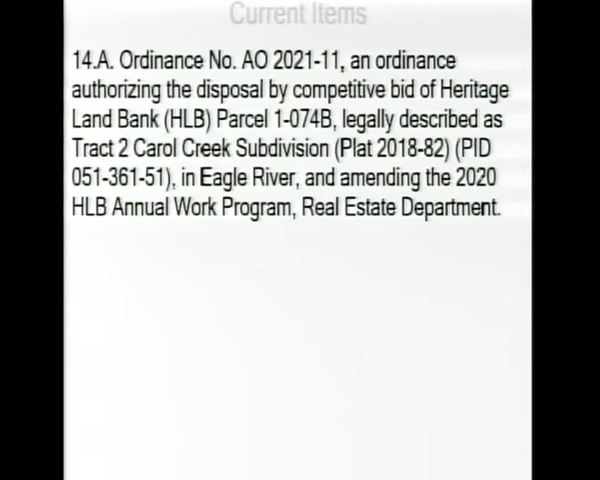 Current Items
14.A. Ordinance No. AO 2021-11, an ordinance
authorizing the disposal by competitive bid of Heritage
Land Bank (HLB) Parcel 1-074B, legally described as
Tract 2 Carol Creek Subdivision (Plat 2018-82) (PID
051-361-51), in Eagle River, and amending the 2020
HLB Annual Work Program, Real Estate Department.